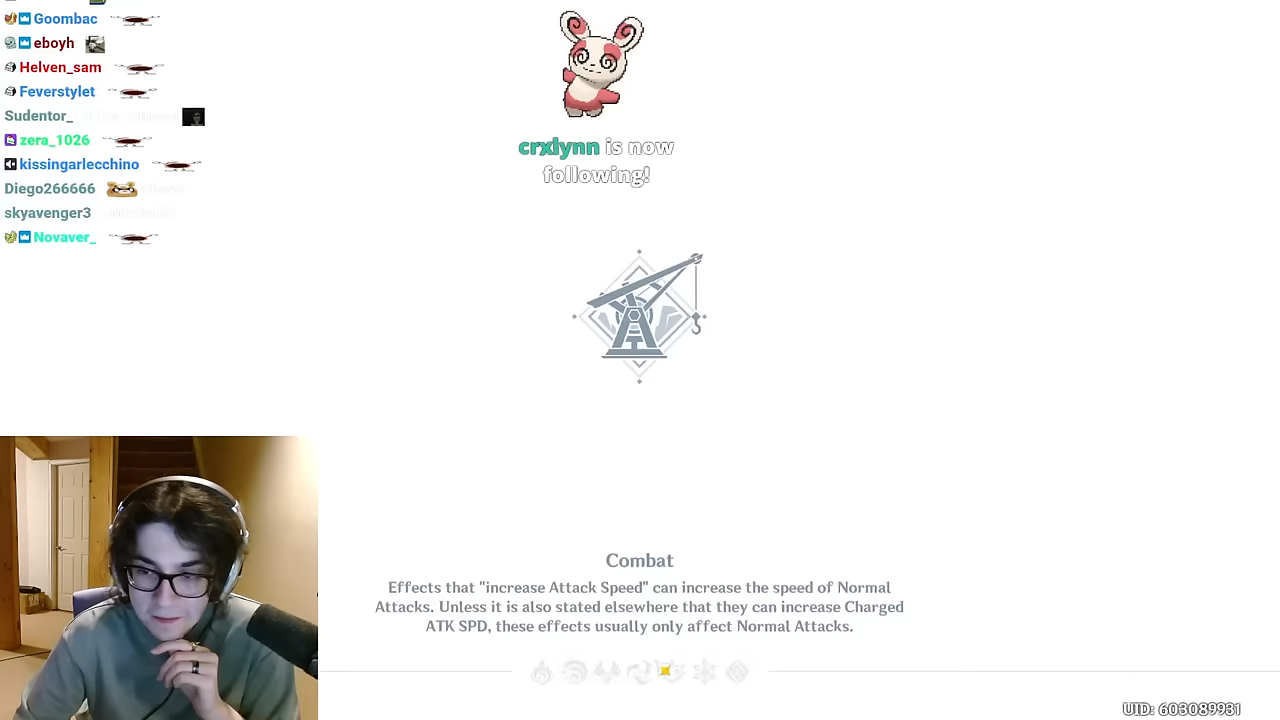 Goombac
eboyh
Helven_sam
Feverstylet
Sudentor_
zera_1026
kissingarlecchino
Diego266666
skyavenger3
Novaver_
crxlynn is now
following!
Combat
Effects that "increase Attack Speed" can increase the speed of Normal
Attacks. Unless it is also stated elsewhere that they can increase Charged
ATK SPD, these effects usually only affect Normal Attacks.
UID: 603089931